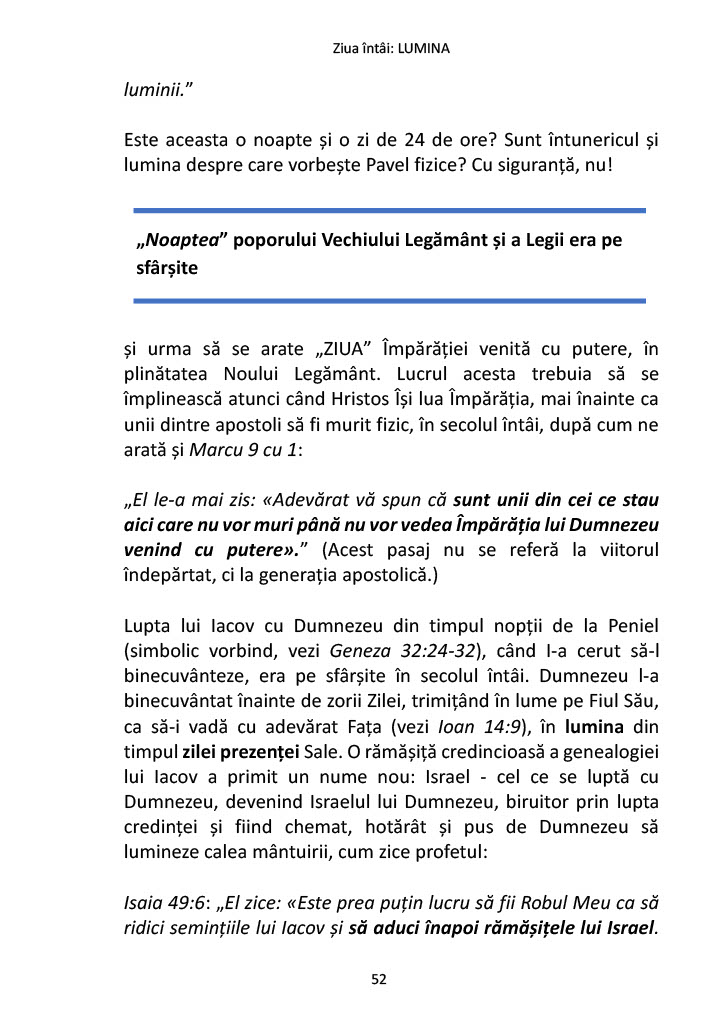 Ziua întâi: LUMINA
luminii.”
Este aceasta o noapte și o zi de 24 de ore? Sunt întunericul și
lumina despre care vorbește Pavel fizice? Cu siguranță, nu!
„Noaptea” poporului Vechiului Legământ și a Legii era pe
sfârșite
și urma să se arate „ZIUA” Împărăției venită cu putere, în
plinătatea Noului Legământ. Lucrul acesta trebuia să se
împlinească atunci când Hristos Își lua Împărăția, mai înainte ca
unii dintre apostoli să fi murit fizic, în secolul întâi, după cum ne
arată și Marcu 9 cu 1:
„El le-a mai zis: «Adevărat vă spun că sunt unii din cei ce stau
aici care nu vor muri până nu vor vedea Împărăția lui Dumnezeu
venind cu putere».” (Acest pasaj nu se referă la viitorul
îndepărtat, ci la generația apostolică.)
Lupta lui Iacov cu Dumnezeu din timpul nopții de la Peniel
(simbolic vorbind, vezi Geneza 32:24-32), când I-a cerut să-l
binecuvânteze, era pe sfârșite în secolul întâi. Dumnezeu l-a
binecuvântat înainte de zorii Zilei, trimițând în lume pe Fiul Său,
ca să-i vadă cu adevărat Fața (vezi Ioan 14:9), în lumina din
timpul zilei prezenței Sale. O rămășiță credincioasă a genealogiei
lui Iacov a primit un nume nou: Israel - cel ce se luptă cu
Dumnezeu, devenind Israelul lui Dumnezeu, biruitor prin lupta
credinței și fiind chemat, hotărât și pus de Dumnezeu să
lumineze calea mântuirii, cum zice profetul:
Isaia 49:6: „El zice: «Este prea puțin lucru să fii Robul Meu ca să
ridici semințiile lui Iacov și să aduci înapoi rămășițele lui Israel.
52